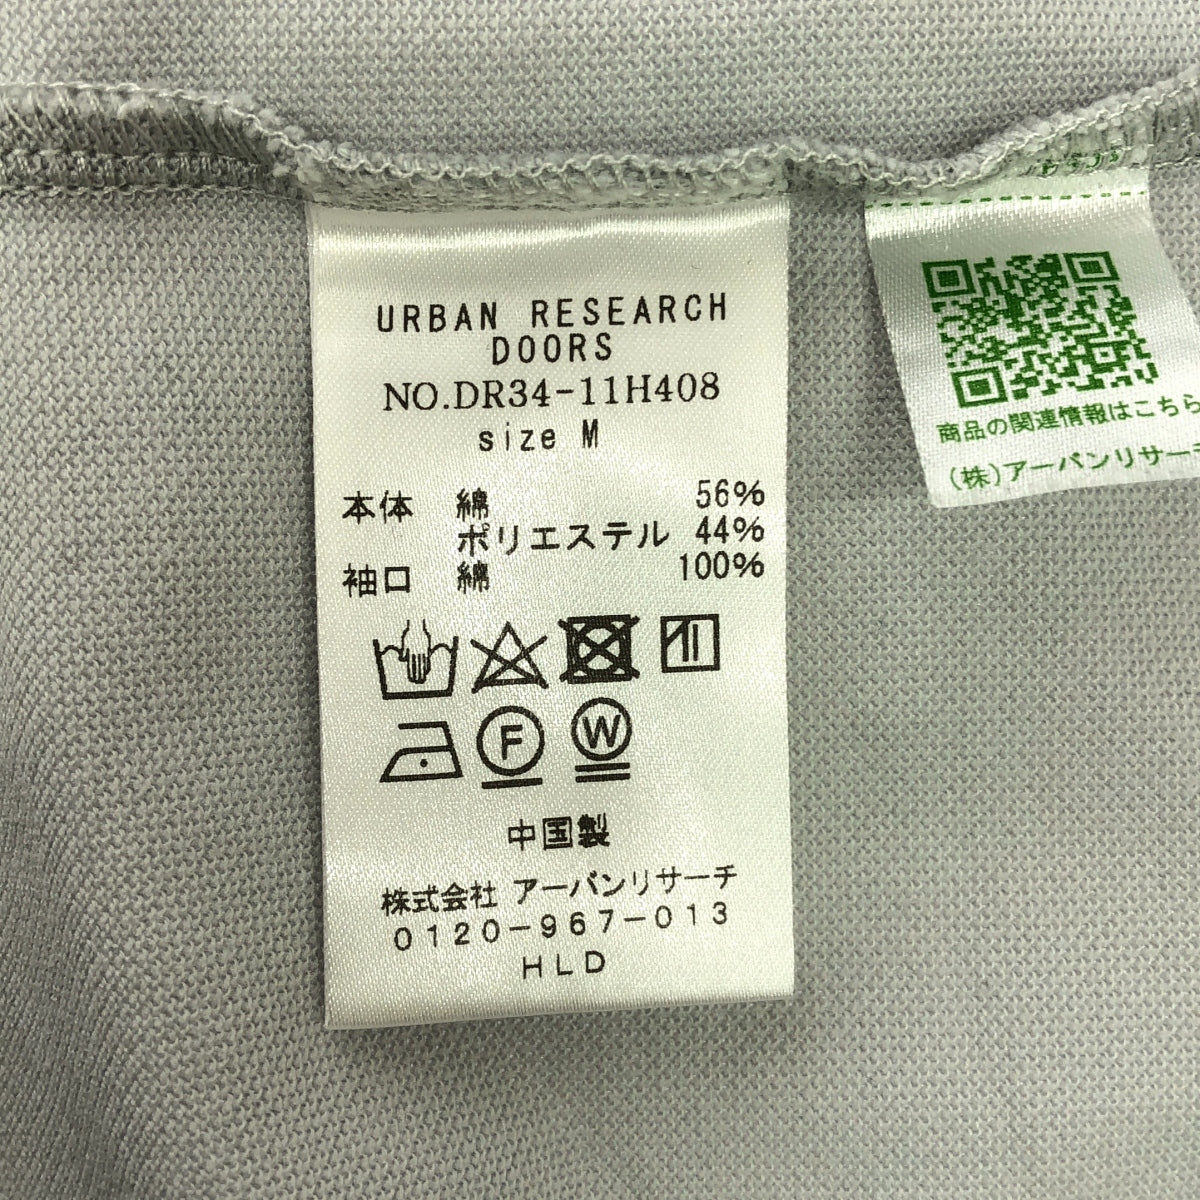 URBAN RESEARCH
DOORS
NO.DR34-11H408
size M
本体 綿 56%
ポリエステル 44%
袖口 綿 100%
F W
中国製
株式会社 アーバンリサーチ
0120-967-013
HLD
商品の関連情報はこちら
(株)アーバンリサーチ